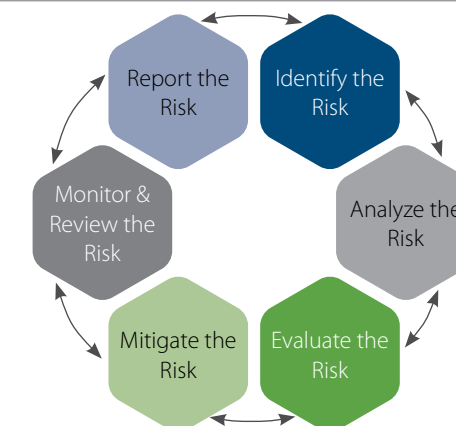 Report the
Risk
Identify the
Risk
Analyze the
Risk
Evaluate the
Risk
Mitigate the
Risk
Monitor &
Review the
Risk